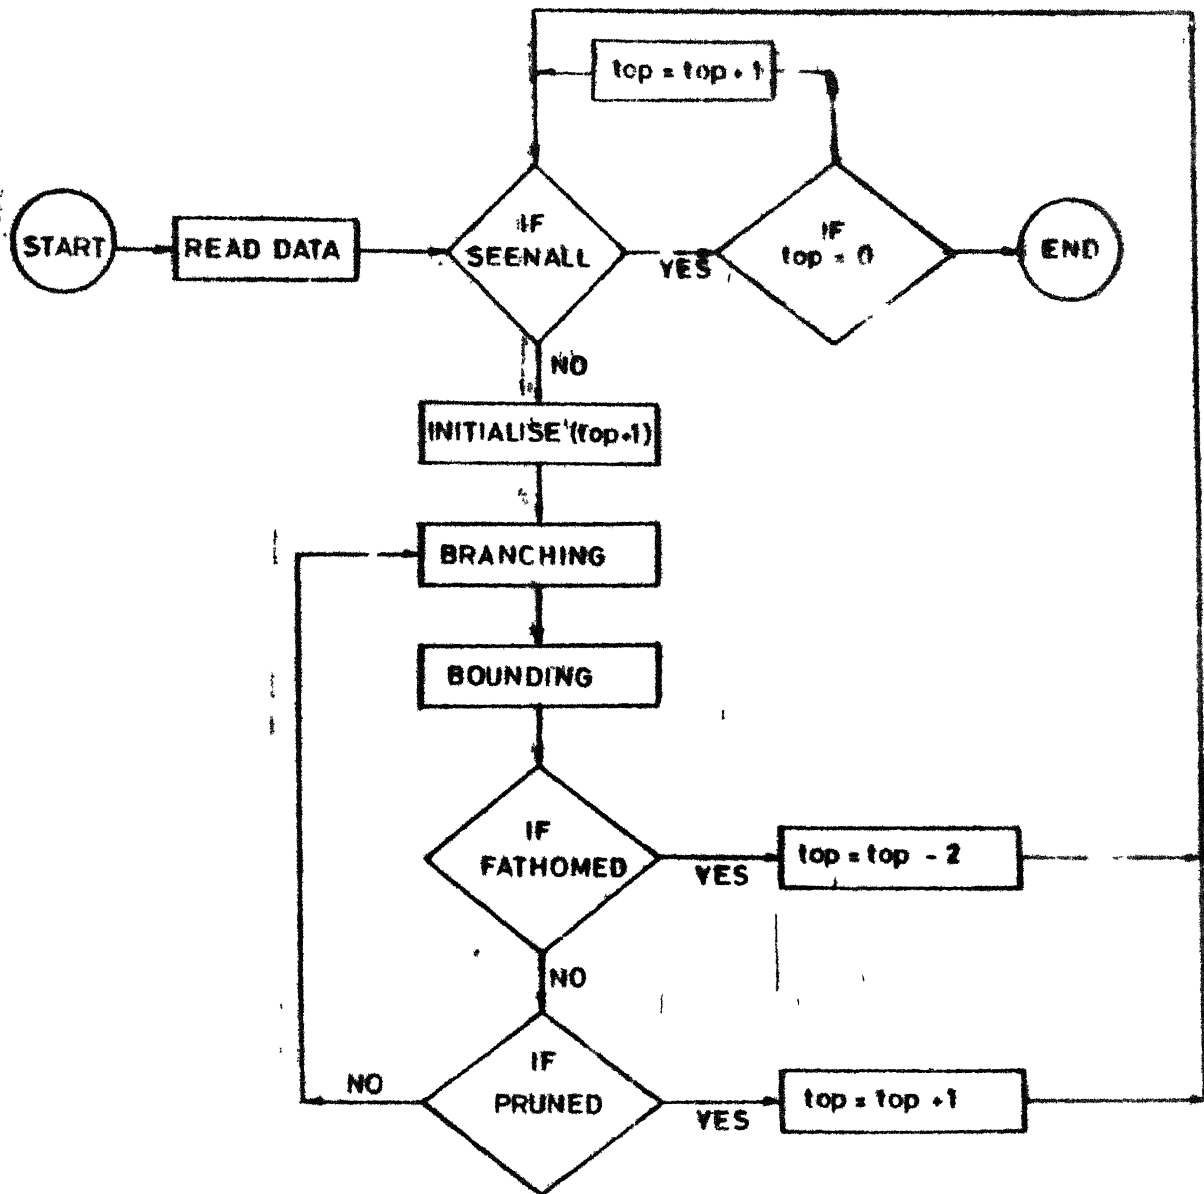 top = top + 1
START
READ DATA
IF
SEENALL
YES
IF
top = 0
END
NO
INITIALISE (top+1)
BRANCHING
BOUNDING
IF
FATHOMED
YES
top = top - 2
NO
IF
PRUNED
NO
YES
top = top +1